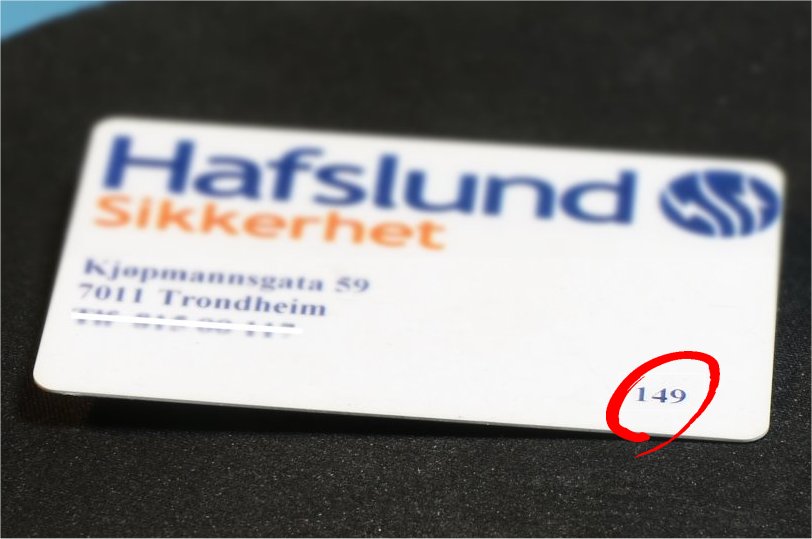 Hafslund
Sikkerhet
Kjøpmannsgata 59
7011 Trondheim
149